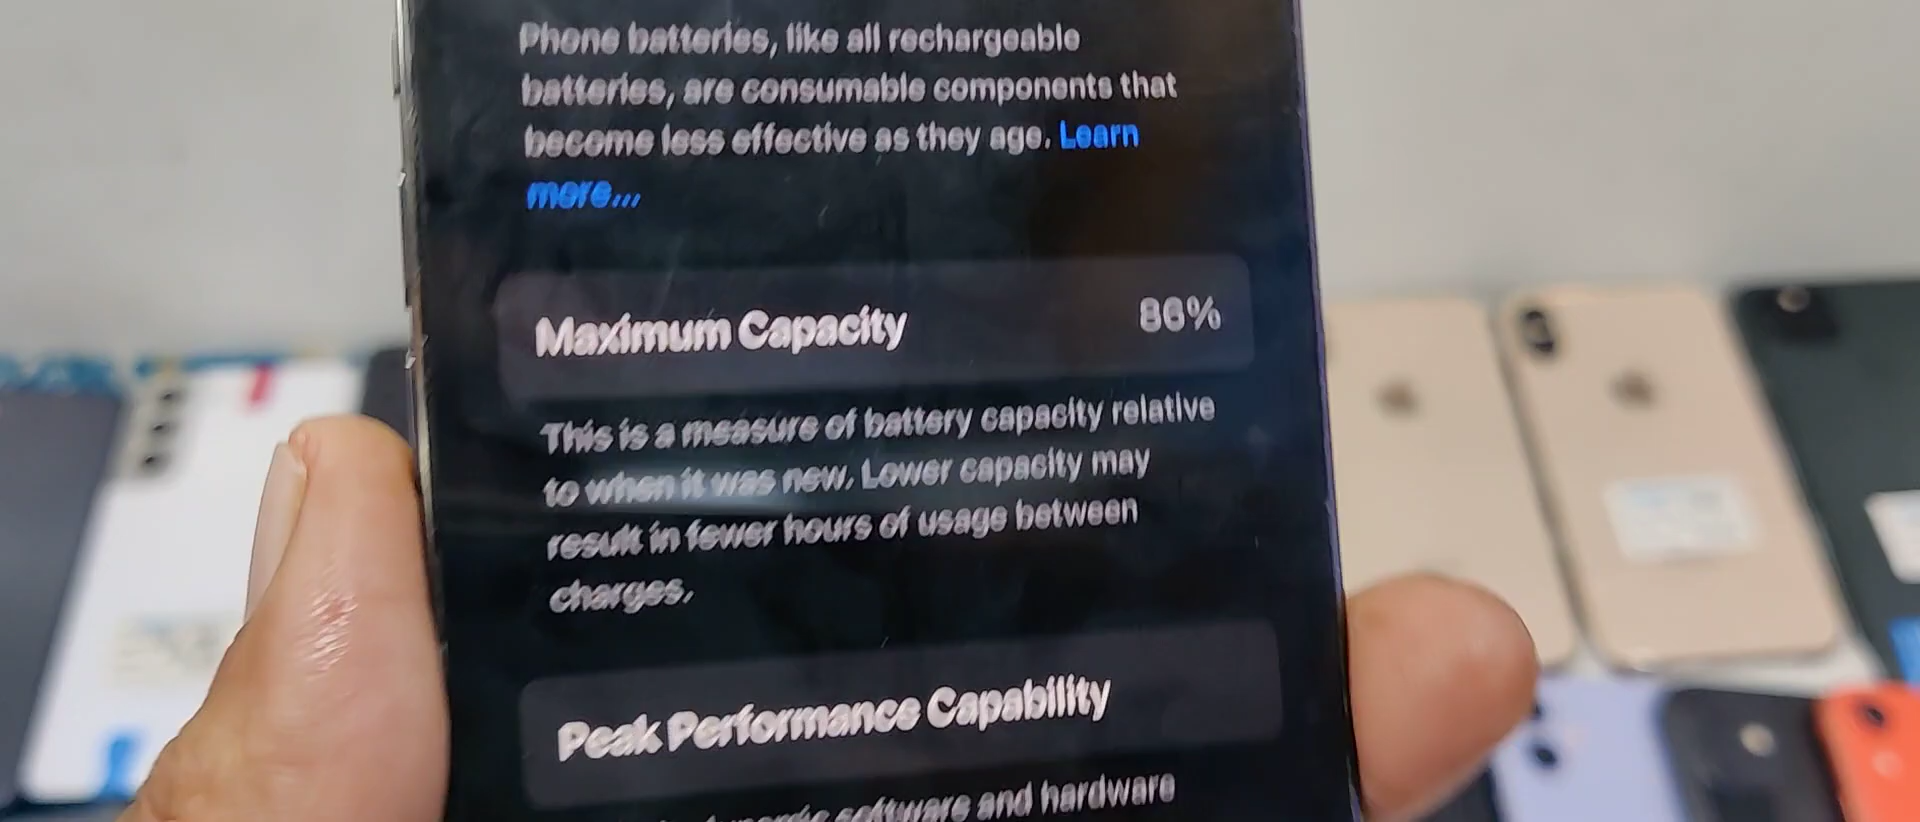 Phone batteries, like all rechargeable
batteries, are consumable components that
become less effective as they age. Learn
more...
Maximum Capacity 86%
This is a measure of battery capacity relative
to when it was new. Lower capacity may
result in fewer hours of usage between
charges.
Peak Performance Capability
software and hardware